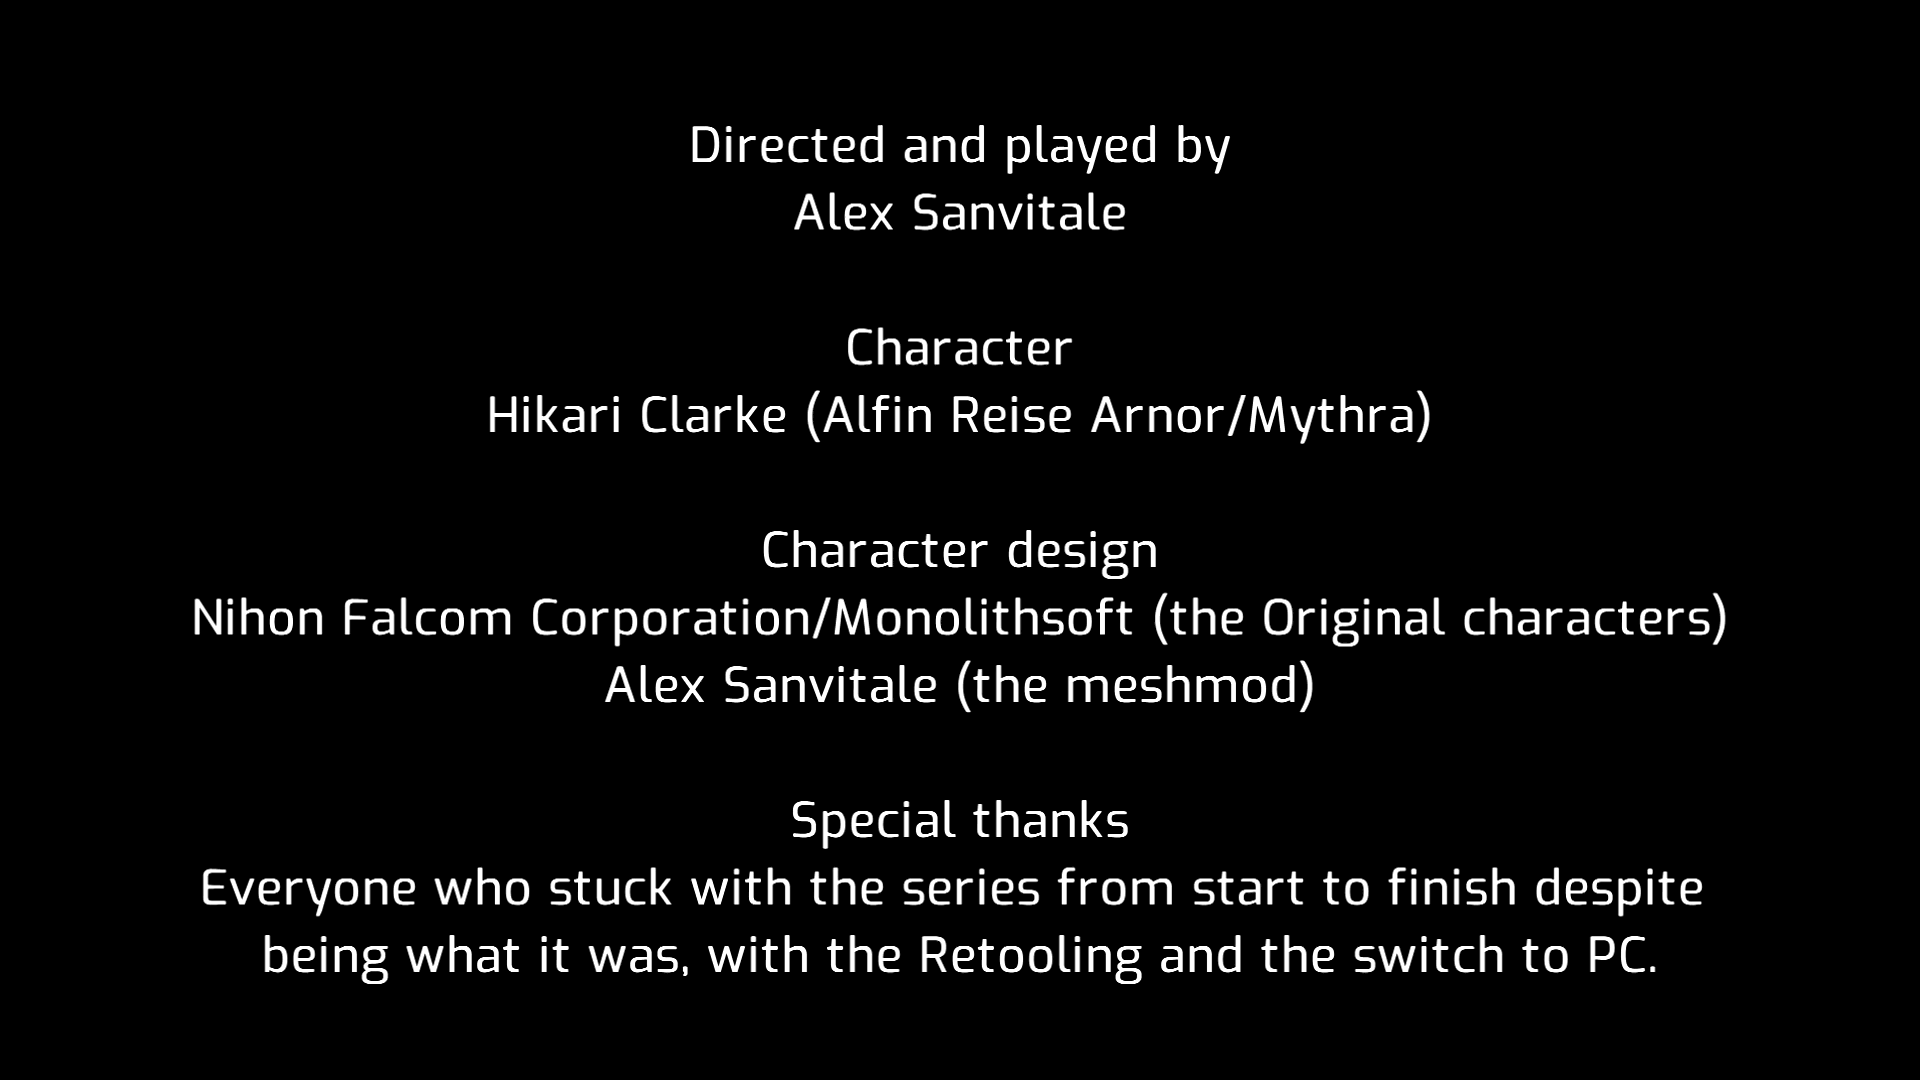 Directed and played by
Alex Sanvitale
Character
Hikari Clarke (Alfin Reise Arnor/Mythra)
Character design
Nihon Falcom Corporation/Monolithsoft (the Original characters)
Alex Sanvitale (the meshmod)
Special thanks
Everyone who stuck with the series from start to finish despite
being what it was, with the Retooling and the switch to PC.